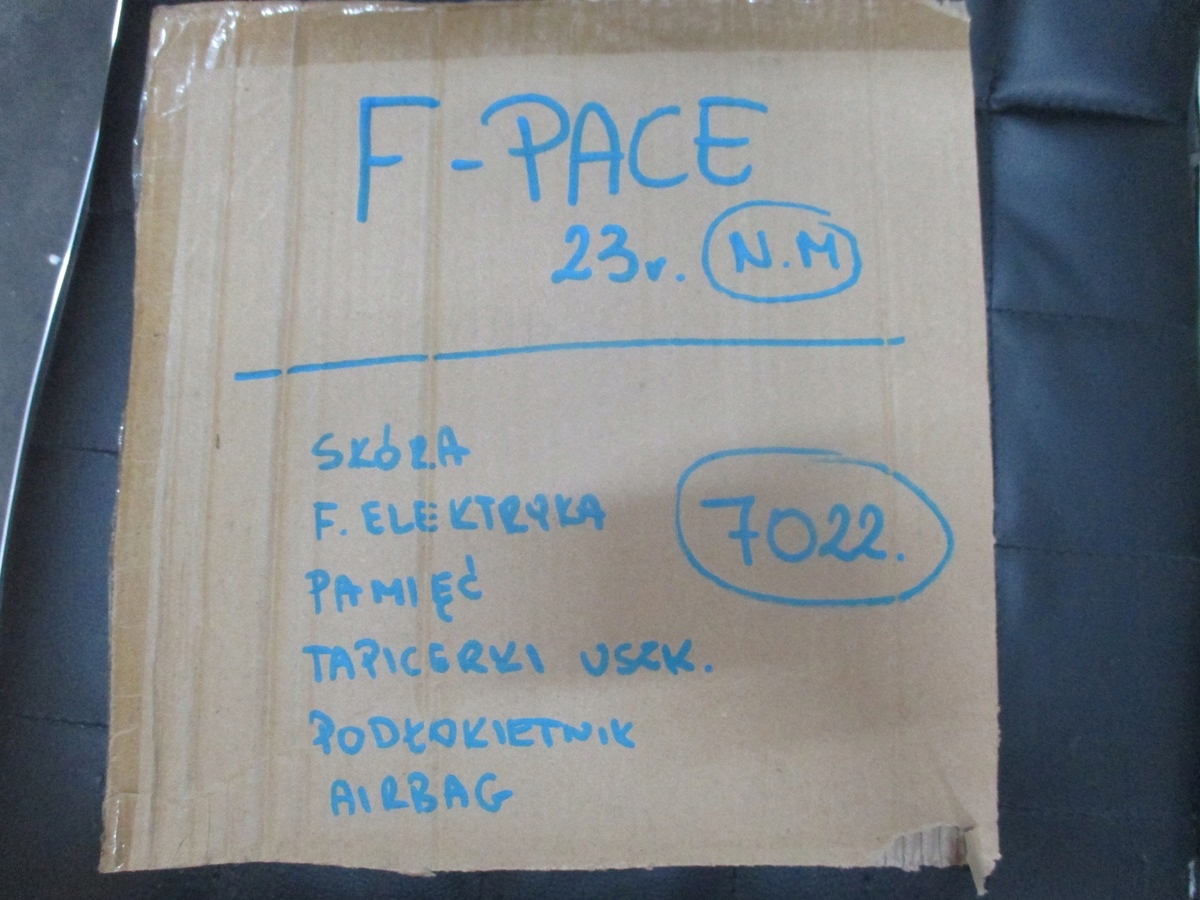 F-PACE
23r. N.M
SKÓRA
F. ELEKTRYKA
7022.
PAMIĘĆ
TAPICERKI USZK.
PODŁOKIETNIK
AIRBAG